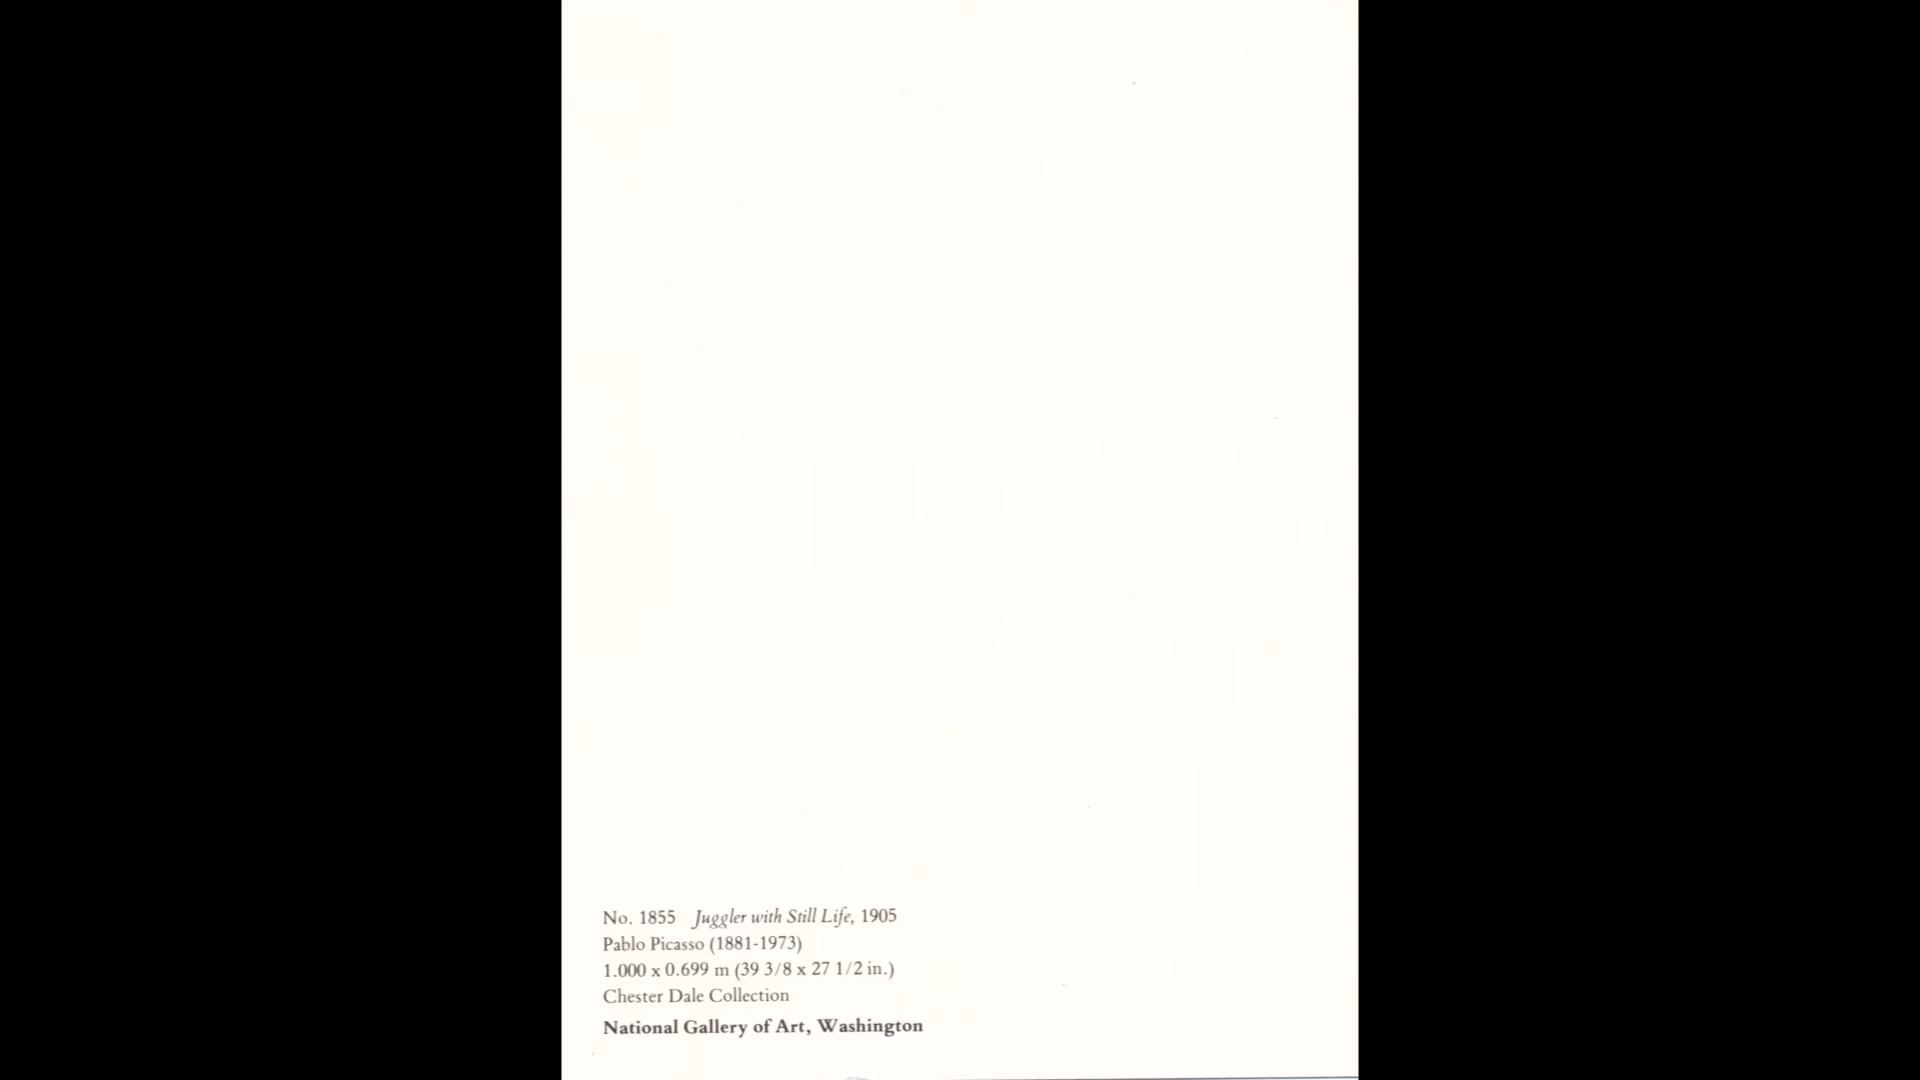 No. 1855 Juggler with Still Life, 1905
Pablo Picasso (1881-1973)
1.000 x 0.699 m (39 3/8 x 27 1/2 in.)
Chester Dale Collection
National Gallery of Art, Washington